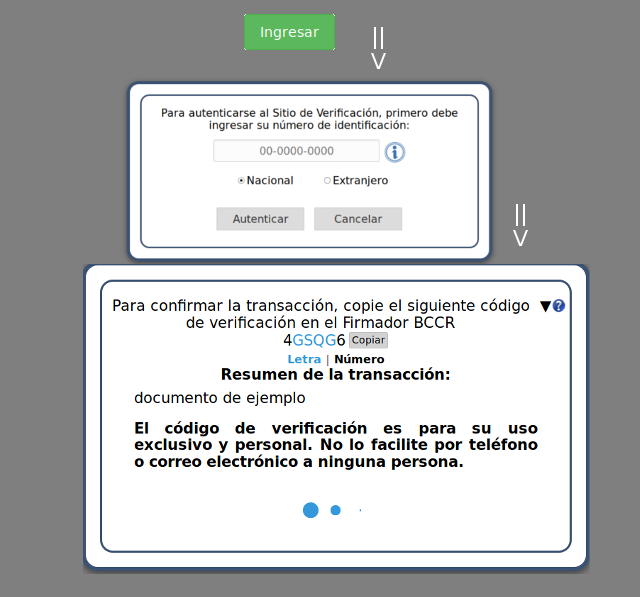 Ingresar
||
V
Para autenticarse al Sitio de Verificación, primero debe
ingresar su número de identificación:
00-0000-0000
Nacional Extranjero
Autenticar Cancelar
||
V
Para confirmar la transacción, copie el siguiente código ▼?
de verificación en el Firmador BCCR
4GSQG6 Copiar
Letra | Número
Resumen de la transacción:
documento de ejemplo
El código de verificación es para su uso
exclusivo y personal. No lo facilite por teléfono
o correo electrónico a ninguna persona.